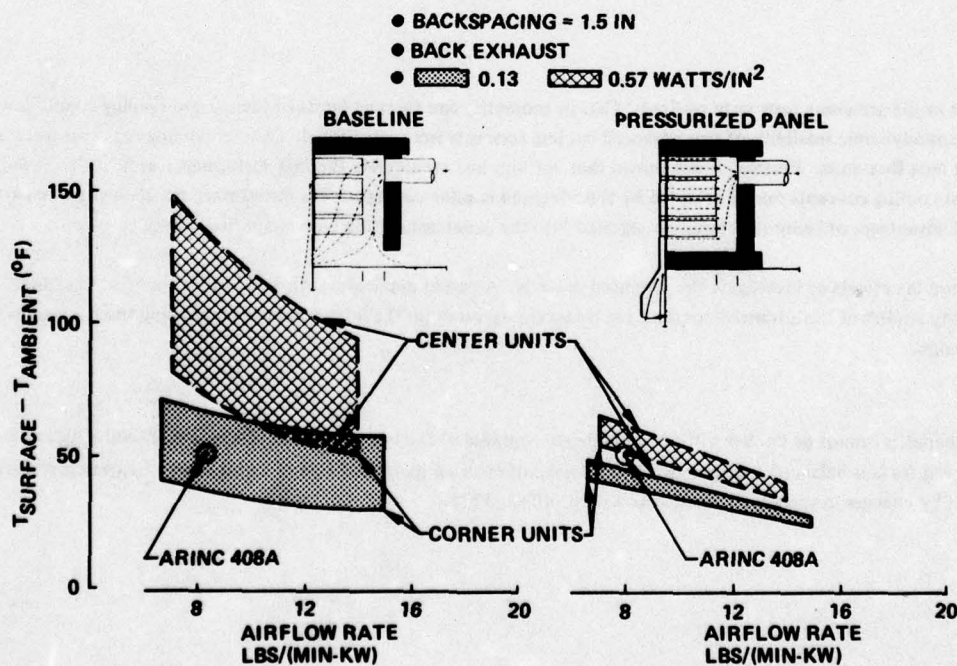 • BACKSPACING = 1.5 IN
• BACK EXHAUST
• 0.13 0.57 WATTS/IN²
BASELINE
PRESSURIZED PANEL
TSURFACE – TAMBIENT (°F)
150
100
50
0
CENTER UNITS
CORNER UNITS
ARINC 408A
ARINC 408A
8 12 16 20
8 12 16 20
AIRFLOW RATE
LBS/(MIN-KW)
AIRFLOW RATE
LBS/(MIN-KW)